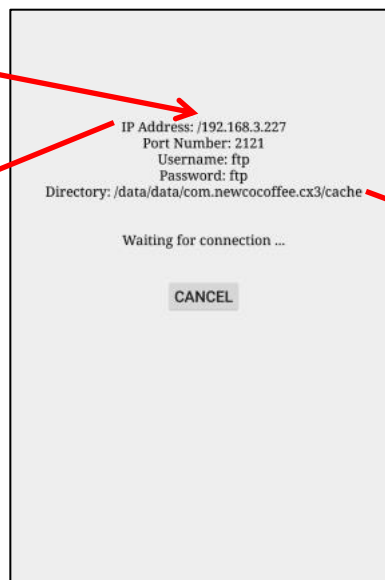 IP Address: /192.168.3.227
Port Number: 2121
Username: ftp
Password: ftp
Directory: /data/data/com.newcocoffee.cx3/cache
Waiting for connection ...
CANCEL